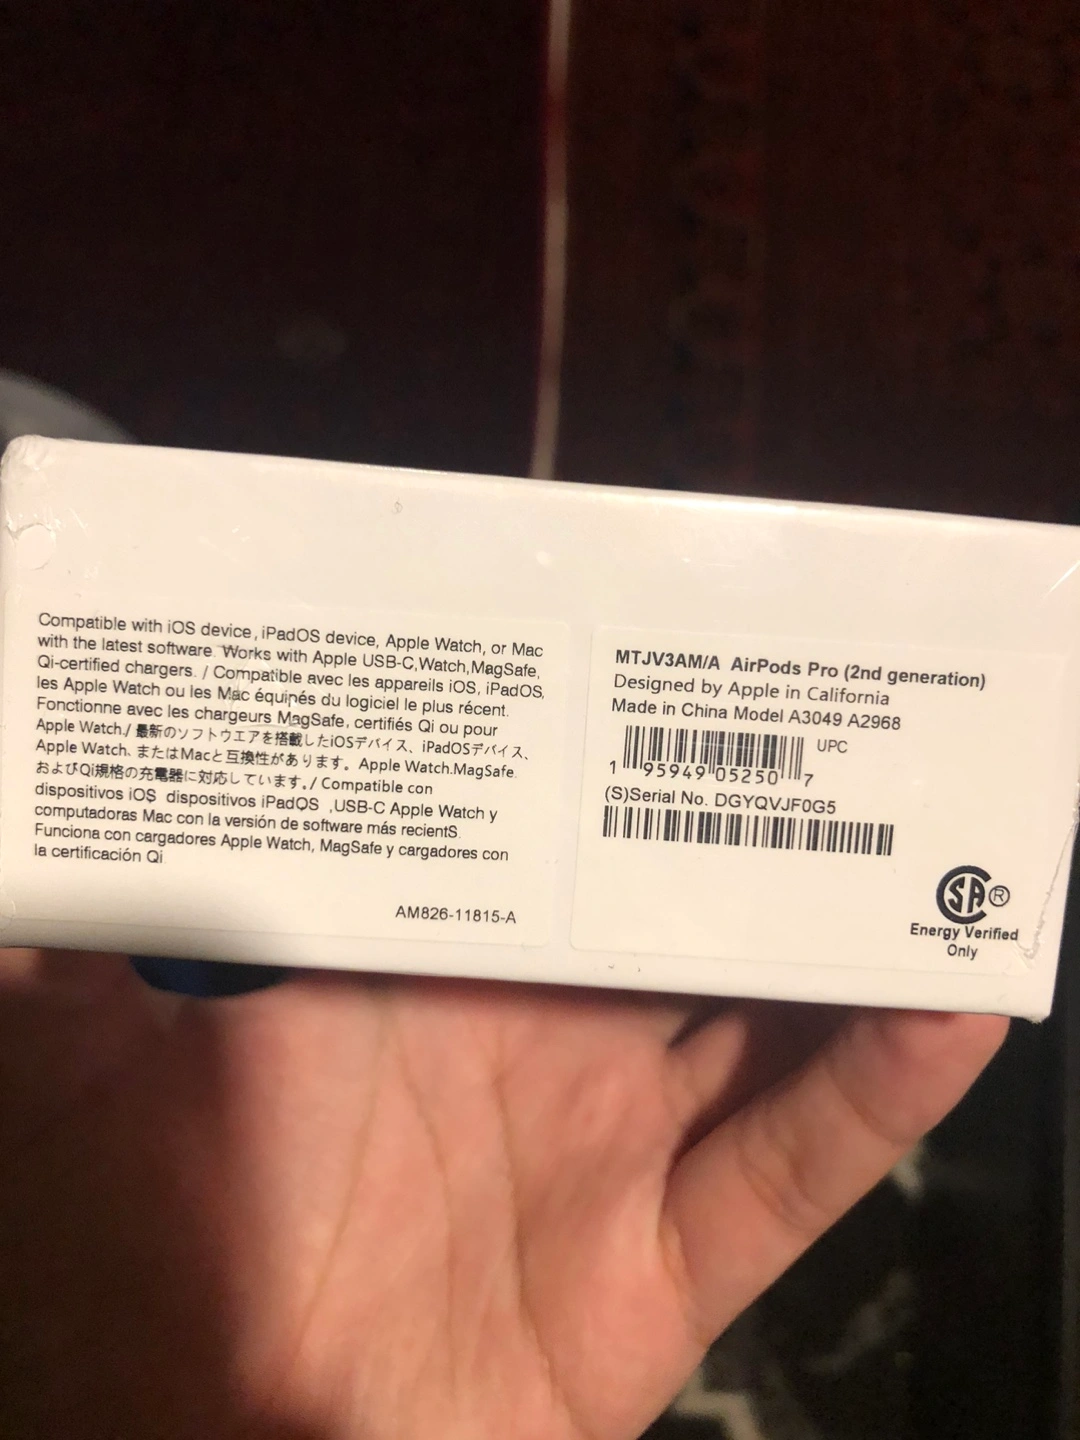 Compatible with iOS device, iPadOS device, Apple Watch, or Mac
with the latest software. Works with Apple USB-C,Watch,MagSafe,
Qi-certified chargers. / Compatible avec les appareils iOS, iPadOS,
les Apple Watch ou les Mac équipés du logiciel le plus récent.
Fonctionne avec les chargeurs MagSafe, certifiés Qi ou pour
Apple Watch./ 最新のソフトウエアを搭載したiOSデバイス、iPadOSデバイス、
Apple Watch、またはMacと互換性があります。Apple Watch.MagSafe.
およびQi規格の充電器に対応しています。/ Compatible con
dispositivos iOS dispositivos iPadOS ,USB-C Apple Watch y
computadoras Mac con la versión de software más recientS.
Funciona con cargadores Apple Watch, MagSafe y cargadores con
la certificación Qi
AM826-11815-A
MTJV3AM/A AirPods Pro (2nd generation)
Designed by Apple in California
Made in China Model A3049 A2968
UPC
1 95949 05250 7
(S)Serial No. DGYQVJF0G5
SA ®
Energy Verified
Only